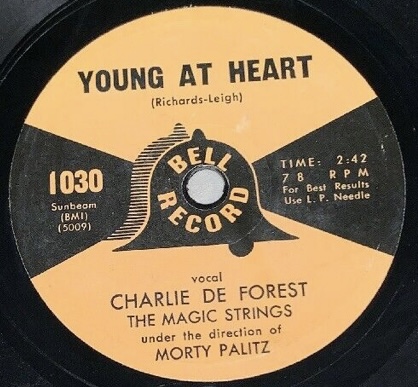 YOUNG AT HEART
(Richards-Leigh)
BELL
RECORD
1030
Sunbeam
(BMI)
(5009)
TIME: 2:42
78 RPM
For Best Results
Use L. P. Needle
vocal
CHARLIE DE FOREST
THE MAGIC STRINGS
under the direction of
MORTY PALITZ